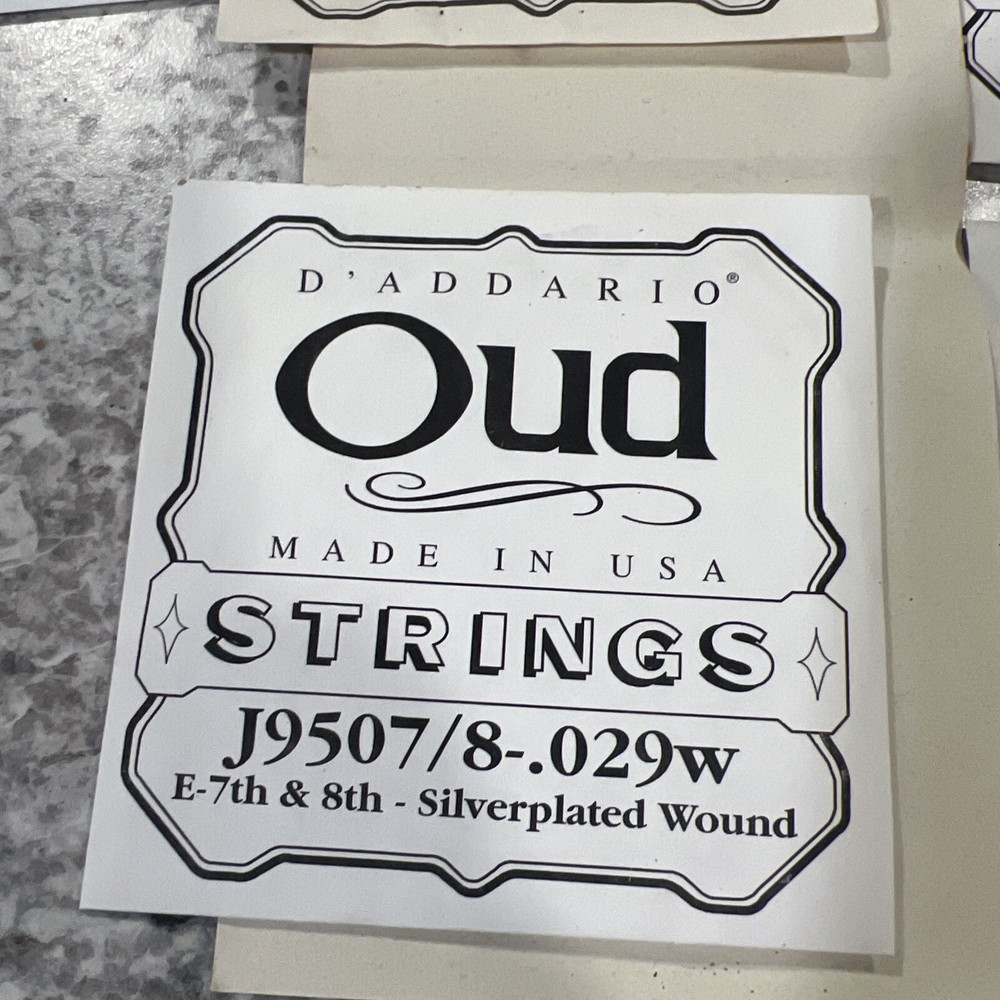 D'ADDARIO®
Oud
MADE IN USA
STRINGS
J9507/8-.029w
E-7th & 8th - Silverplated Wound